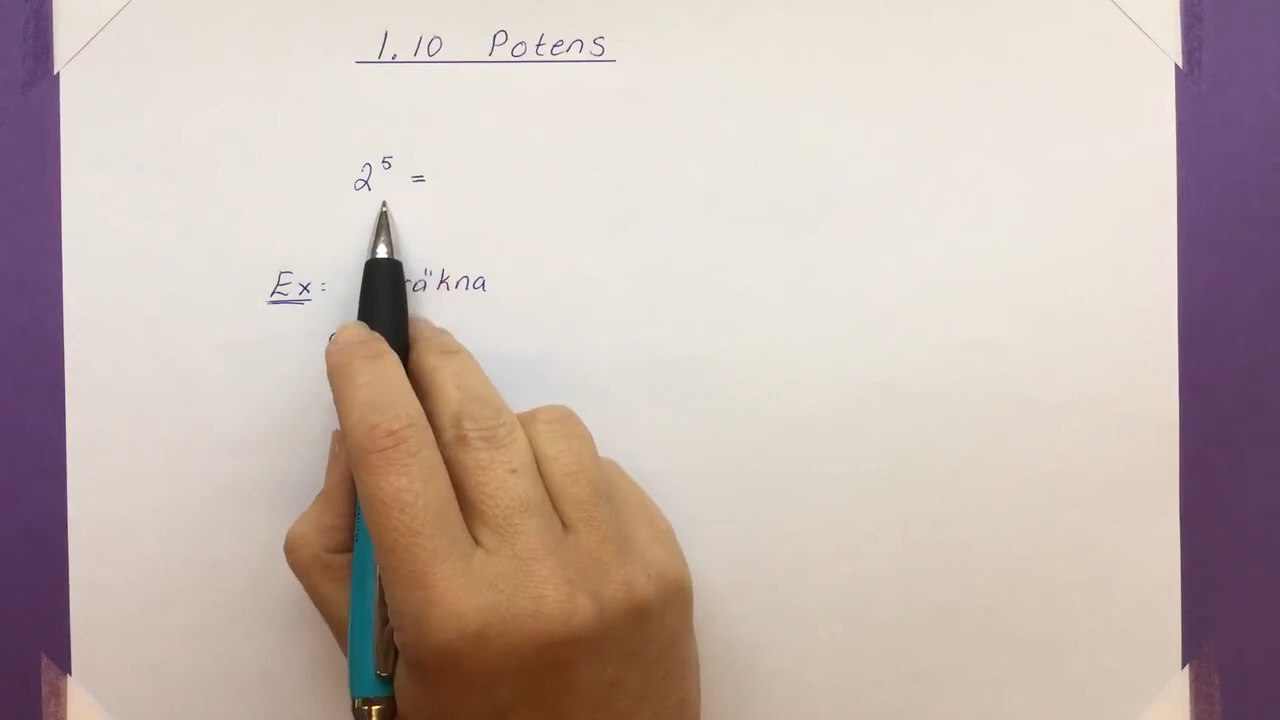 1.10 Potens
2⁵ =
Ex: